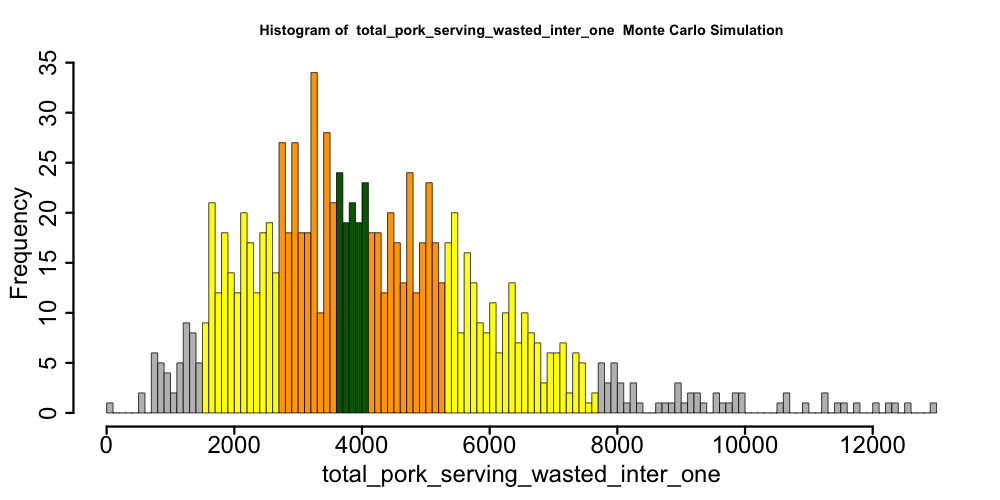 Histogram of  total_pork_serving_wasted_inter_one  Monte Carlo Simulation
35
30
25
20
15
10
5
0
Frequency
0 2000 4000 6000 8000 10000 12000
total_pork_serving_wasted_inter_one